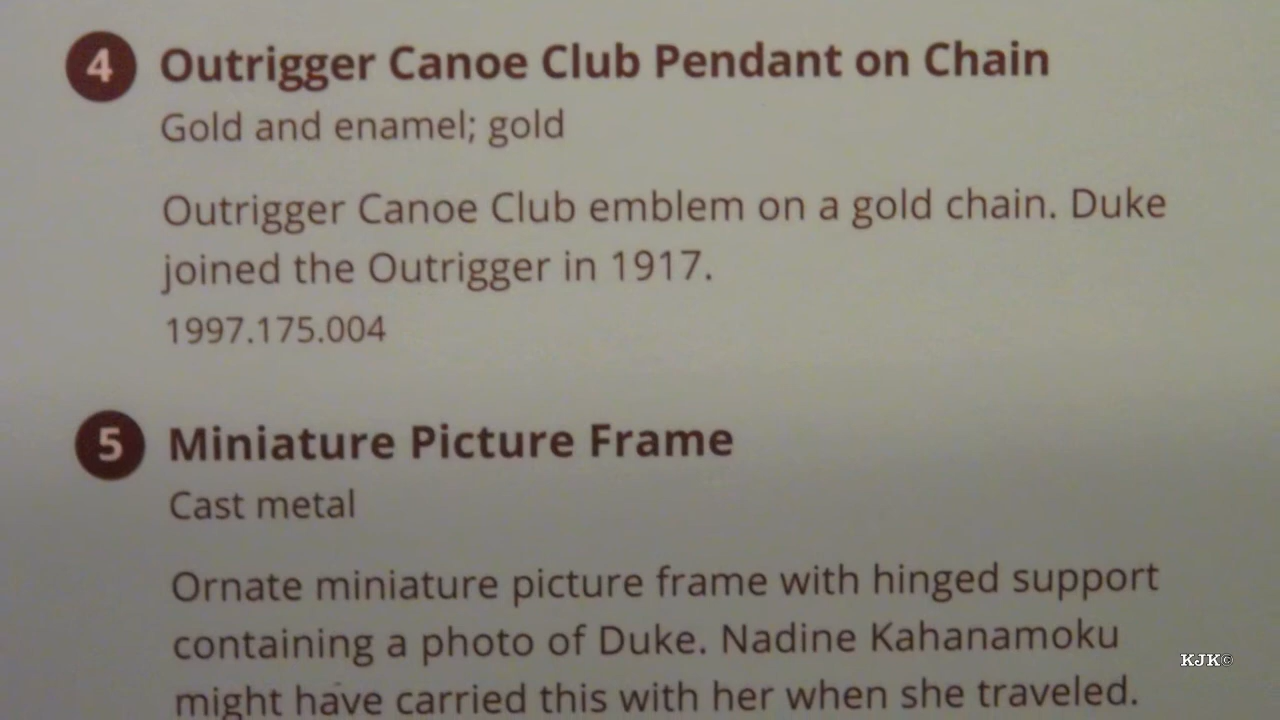 4 Outrigger Canoe Club Pendant on Chain
Gold and enamel; gold
Outrigger Canoe Club emblem on a gold chain. Duke
joined the Outrigger in 1917.
1997.175.004
5 Miniature Picture Frame
Cast metal
Ornate miniature picture frame with hinged support
containing a photo of Duke. Nadine Kahanamoku
might have carried this with her when she traveled.
KJK©